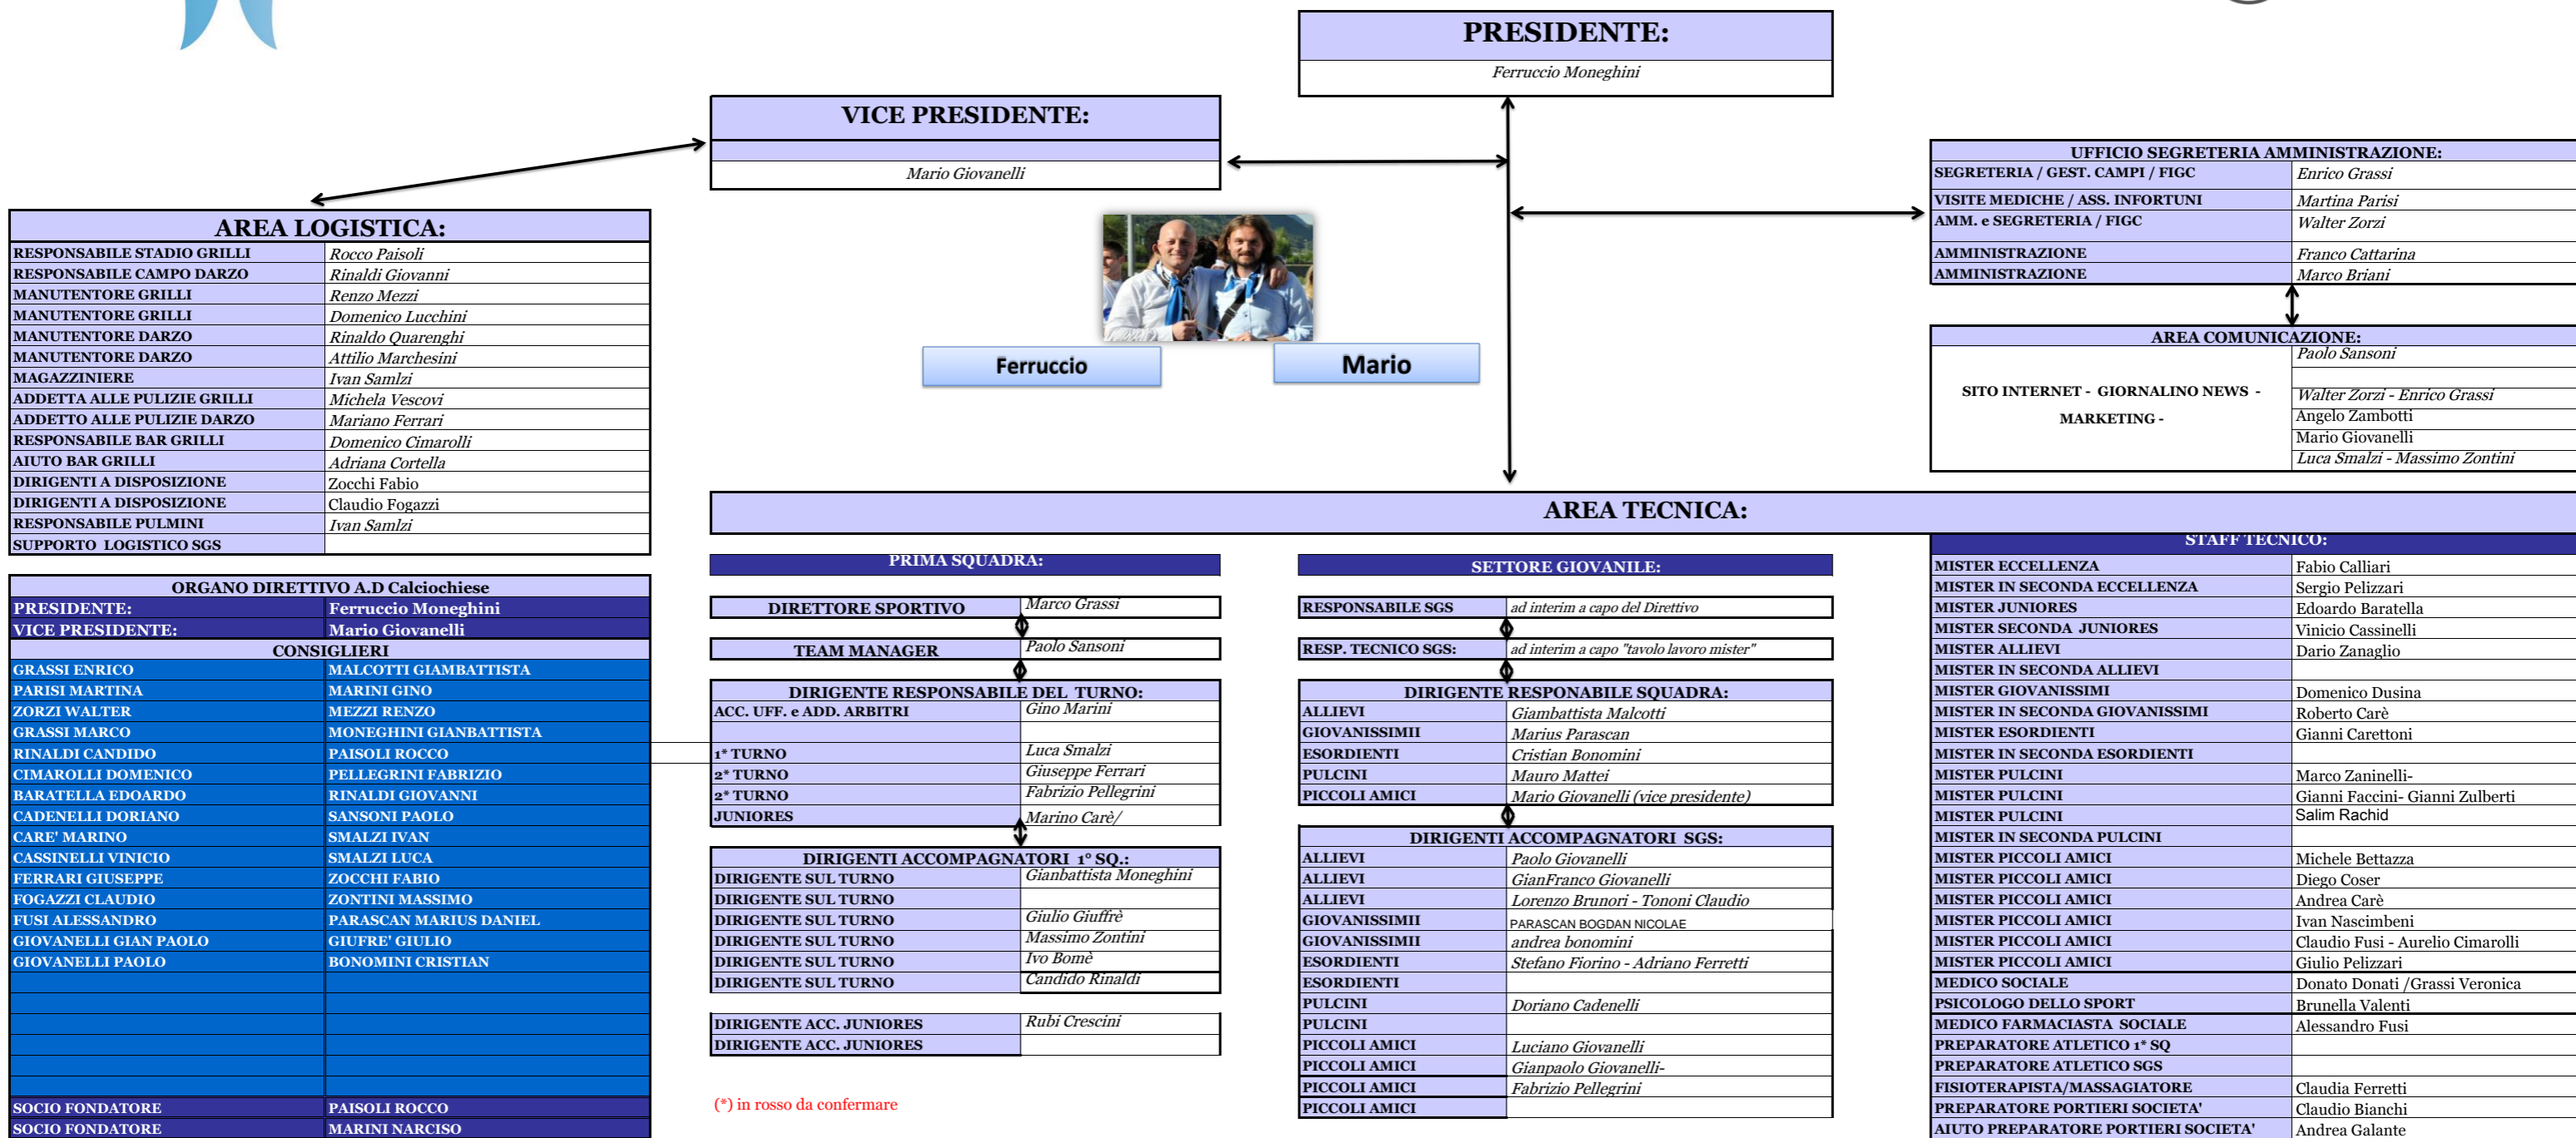 PRESIDENTE:
Ferruccio Moneghini
VICE PRESIDENTE:
Mario Giovanelli
UFFICIO SEGRETERIA AMMINISTRAZIONE:
SEGRETERIA / GEST. CAMPI / FIGC Enrico Grassi
VISITE MEDICHE / ASS. INFORTUNI Martina Parisi
AMM. e SEGRETERIA / FIGC Walter Zorzi
AMMINISTRAZIONE Franco Cattarina
AMMINISTRAZIONE Marco Briani
AREA COMUNICAZIONE:
SITO INTERNET - GIORNALINO NEWS -
MARKETING -
Paolo Sansoni
Walter Zorzi - Enrico Grassi
Angelo Zambotti
Mario Giovanelli
Luca Smalzi - Massimo Zontini
Ferruccio
Mario
AREA LOGISTICA:
RESPONSABILE STADIO GRILLI Rocco Paisoli
RESPONSABILE CAMPO DARZO Rinaldi Giovanni
MANUTENTORE GRILLI Renzo Mezzi
MANUTENTORE GRILLI Domenico Lucchini
MANUTENTORE DARZO Rinaldo Quarenghi
MANUTENTORE DARZO Attilio Marchesini
MAGAZZINIERE Ivan Samlzi
ADDETTA ALLE PULIZIE GRILLI Michela Vescovi
ADDETTO ALLE PULIZIE DARZO Mariano Ferrari
RESPONSABILE BAR GRILLI Domenico Cimarolli
AIUTO BAR GRILLI Adriana Cortella
DIRIGENTI A DISPOSIZIONE Zocchi Fabio
DIRIGENTI A DISPOSIZIONE Claudio Fogazzi
RESPONSABILE PULMINI Ivan Samlzi
SUPPORTO LOGISTICO SGS
ORGANO DIRETTIVO A.D Calciochiese
PRESIDENTE: Ferruccio Moneghini
VICE PRESIDENTE: Mario Giovanelli
CONSIGLIERI
GRASSI ENRICO MALCOTTI GIAMBATTISTA
PARISI MARTINA MARINI GINO
ZORZI WALTER MEZZI RENZO
GRASSI MARCO MONEGHINI GIANBATTISTA
RINALDI CANDIDO PAISOLI ROCCO
CIMAROLLI DOMENICO PELLEGRINI FABRIZIO
BARATELLA EDOARDO RINALDI GIOVANNI
CADENELLI DORIANO SANSONI PAOLO
CARE' MARINO SMALZI IVAN
CASSINELLI VINICIO SMALZI LUCA
FERRARI GIUSEPPE ZOCCHI FABIO
FOGAZZI CLAUDIO ZONTINI MASSIMO
FUSI ALESSANDRO PARASCAN MARIUS DANIEL
GIOVANELLI GIAN PAOLO GIUFRE' GIULIO
GIOVANELLI PAOLO BONOMINI CRISTIAN
SOCIO FONDATORE PAISOLI ROCCO
SOCIO FONDATORE MARINI NARCISO
AREA TECNICA:
PRIMA SQUADRA:
DIRETTORE SPORTIVO Marco Grassi
TEAM MANAGER Paolo Sansoni
DIRIGENTE RESPONSABILE DEL TURNO:
ACC. UFF. e ADD. ARBITRI Gino Marini
1* TURNO Luca Smalzi
2* TURNO Giuseppe Ferrari
2* TURNO Fabrizio Pellegrini
JUNIORES Marino Carè/
DIRIGENTI ACCOMPAGNATORI 1° SQ.:
DIRIGENTE SUL TURNO Gianbattista Moneghini
DIRIGENTE SUL TURNO
DIRIGENTE SUL TURNO Giulio Giuffrè
DIRIGENTE SUL TURNO Massimo Zontini
DIRIGENTE SUL TURNO Ivo Bomè
DIRIGENTE SUL TURNO Candido Rinaldi
DIRIGENTE ACC. JUNIORES Rubi Crescini
DIRIGENTE ACC. JUNIORES
(*) in rosso da confermare
SETTORE GIOVANILE:
RESPONSABILE SGS ad interim a capo del Direttivo
RESP. TECNICO SGS: ad interim a capo "tavolo lavoro mister"
DIRIGENTE RESPONABILE SQUADRA:
ALLIEVI Giambattista Malcotti
GIOVANISSIMII Marius Parascan
ESORDIENTI Cristian Bonomini
PULCINI Mauro Mattei
PICCOLI AMICI Mario Giovanelli (vice presidente)
DIRIGENTI ACCOMPAGNATORI SGS:
ALLIEVI Paolo Giovanelli
ALLIEVI GianFranco Giovanelli
ALLIEVI Lorenzo Brunori - Tononi Claudio
GIOVANISSIMII PARASCAN BOGDAN NICOLAE
GIOVANISSIMII andrea bonomini
ESORDIENTI Stefano Fiorino - Adriano Ferretti
ESORDIENTI
PULCINI Doriano Cadenelli
PULCINI
PICCOLI AMICI Luciano Giovanelli
PICCOLI AMICI Gianpaolo Giovanelli-
PICCOLI AMICI Fabrizio Pellegrini
PICCOLI AMICI
STAFF TECNICO:
MISTER ECCELLENZA Fabio Calliari
MISTER IN SECONDA ECCELLENZA Sergio Pelizzari
MISTER JUNIORES Edoardo Baratella
MISTER SECONDA JUNIORES Vinicio Cassinelli
MISTER ALLIEVI Dario Zanaglio
MISTER IN SECONDA ALLIEVI
MISTER GIOVANISSIMI Domenico Dusina
MISTER IN SECONDA GIOVANISSIMI Roberto Carè
MISTER ESORDIENTI Gianni Carettoni
MISTER IN SECONDA ESORDIENTI
MISTER PULCINI Marco Zaninelli-
MISTER PULCINI Gianni Faccini- Gianni Zulberti
MISTER PULCINI Salim Rachid
MISTER IN SECONDA PULCINI
MISTER PICCOLI AMICI Michele Bettazza
MISTER PICCOLI AMICI Diego Coser
MISTER PICCOLI AMICI Andrea Carè
MISTER PICCOLI AMICI Ivan Nascimbeni
MISTER PICCOLI AMICI Claudio Fusi - Aurelio Cimarolli
MISTER PICCOLI AMICI Giulio Pelizzari
MEDICO SOCIALE Donato Donati /Grassi Veronica
PSICOLOGO DELLO SPORT Brunella Valenti
MEDICO FARMACIASTA SOCIALE Alessandro Fusi
PREPARATORE ATLETICO 1* SQ
PREPARATORE ATLETICO SGS
FISIOTERAPISTA/MASSAGIATORE Claudia Ferretti
PREPARATORE PORTIERI SOCIETA' Claudio Bianchi
AIUTO PREPARATORE PORTIERI SOCIETA' Andrea Galante